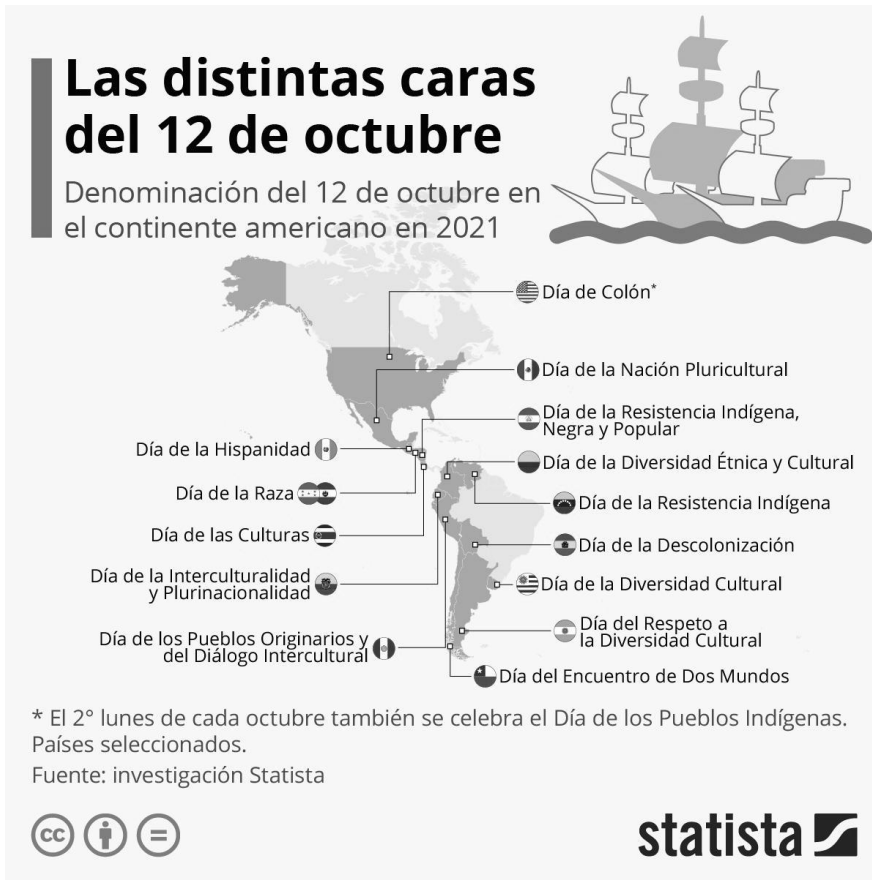 Las distintas caras
del 12 de octubre
Denominación del 12 de octubre en
el continente americano en 2021
Día de Colón*
Día de la Nación Pluricultural
Día de la Resistencia Indígena,
Negra y Popular
Día de la Hispanidad
Día de la Diversidad Étnica y Cultural
Día de la Raza
Día de la Resistencia Indígena
Día de las Culturas
Día de la Descolonización
Día de la Interculturalidad
y Plurinacionalidad
Día de la Diversidad Cultural
Día del Respeto a
la Diversidad Cultural
Día de los Pueblos Originarios y
del Diálogo Intercultural
Día del Encuentro de Dos Mundos
* El 2° lunes de cada octubre también se celebra el Día de los Pueblos Indígenas.
Países seleccionados.
Fuente: investigación Statista
cc
statista